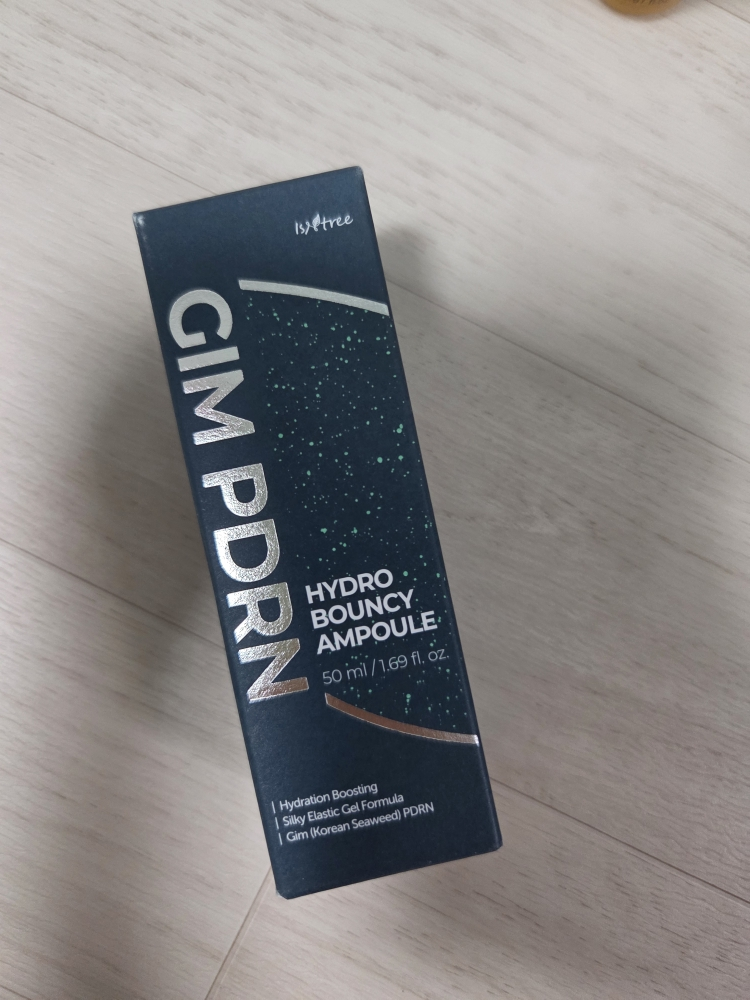 Isntree
GIM PDRN
HYDRO
BOUNCY
AMPOULE
50 ml / 1.69 fl. oz.
| Hydration Boosting
| Silky Elastic Gel Formula
| Gim (Korean Seaweed) PDRN